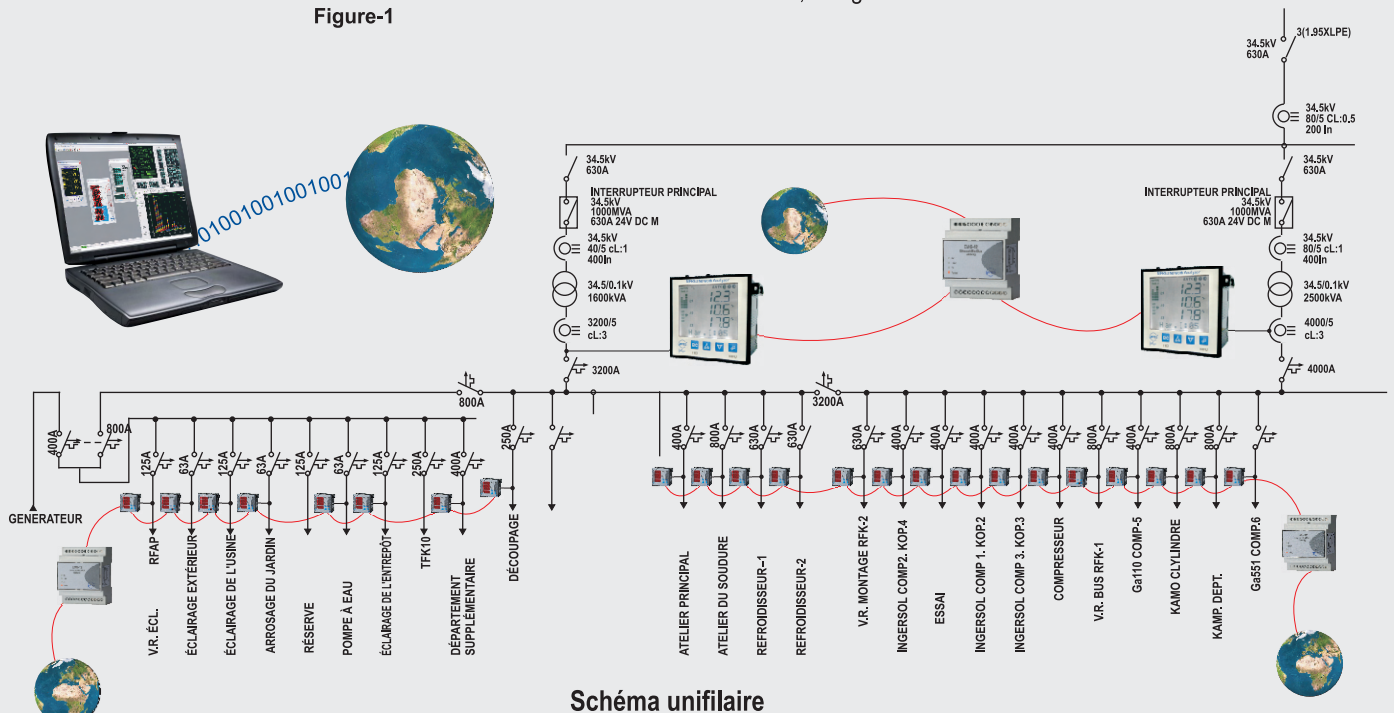 Figure-1
34.5kV
630A
3(1.95XLPE)
34.5kV
80/5 CL:0.5
200 In
34.5kV
630A
34.5kV
630A
INTERRUPTEUR PRINCIPAL
34.5kV
1000MVA
630A 24V DC M
INTERRUPTEUR PRINCIPAL
34.5kV
1000MVA
630A 24V DC M
34.5kV
40/5 cL:1
400In
34.5kV
80/5 cL:1
400In
34.5/0.1kV
1600kVA
34.5/0.1kV
2500kVA
3200/5
cL:3
4000/5
cL:3
3200A
4000A
01001001001001
800A
3200A
400A
800A
125A
63A
125A
63A
125A
63A
125A
250A
400A
250A
400A
800A
630A
630A
630A
400A
400A
400A
400A
400A
800A
400A
800A
800A
GENERATEUR
V.R. ÉCL.
RFAP
ÉCLAIRAGE EXTÉRIEUR
ÉCLAIRAGE DE L'USINE
ARROSAGE DU JARDIN
RÉSERVE
POMPE À EAU
ÉCLAIRAGE DE L'ENTREPÔT
TFK10
DÉPARTEMENT
SUPPLÉMENTAIRE
DÉCOUPAGE
ATELIER PRINCIPAL
ATELIER DU SOUDURE
REFROIDISSEUR-1
REFROIDISSEUR-2
V.R. MONTAGE RFK-2
INGERSOL COMP2. KOP.4
ESSAI
INGERSOL COMP 1. KOP.2
INGERSOL COMP 3. KOP.3
COMPRESSEUR
V.R. BUS RFK-1
Ga110 COMP-5
KAMO CLYLINDRE
KAMP. DEPT.
Ga551 COMP.6
Schéma unifilaire